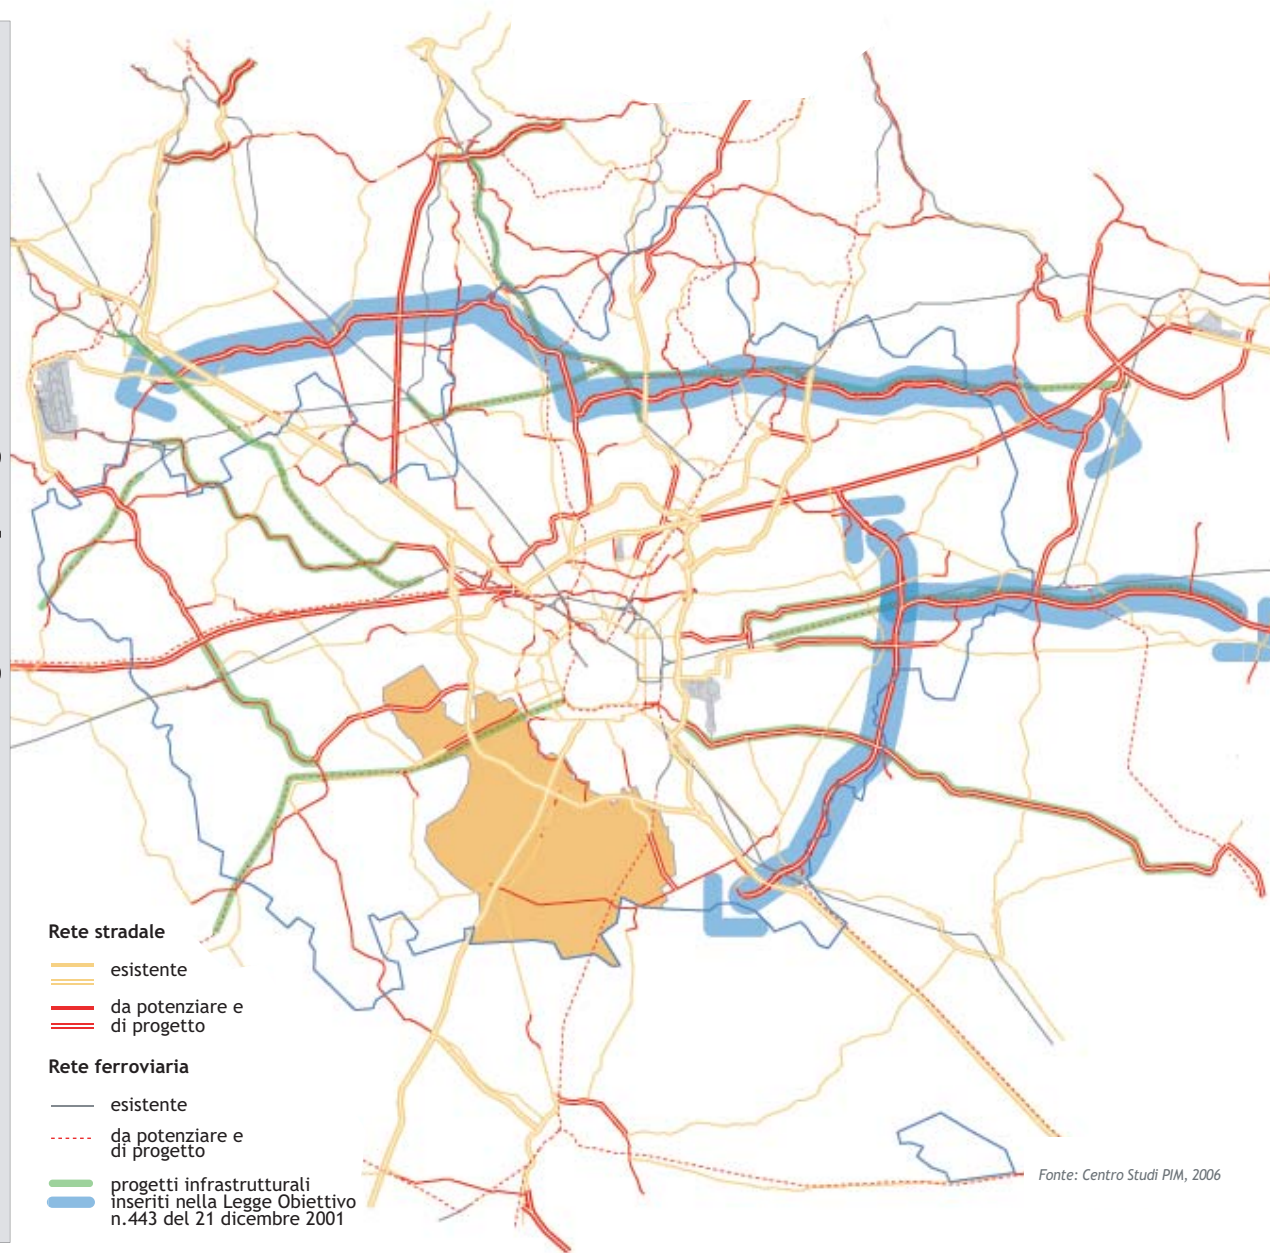 Rete stradale
esistente
da potenziare e
di progetto
Rete ferroviaria
esistente
da potenziare e
di progetto
progetti infrastrutturali
inseriti nella Legge Obiettivo
n.443 del 21 dicembre 2001
Fonte: Centro Studi PIM, 2006